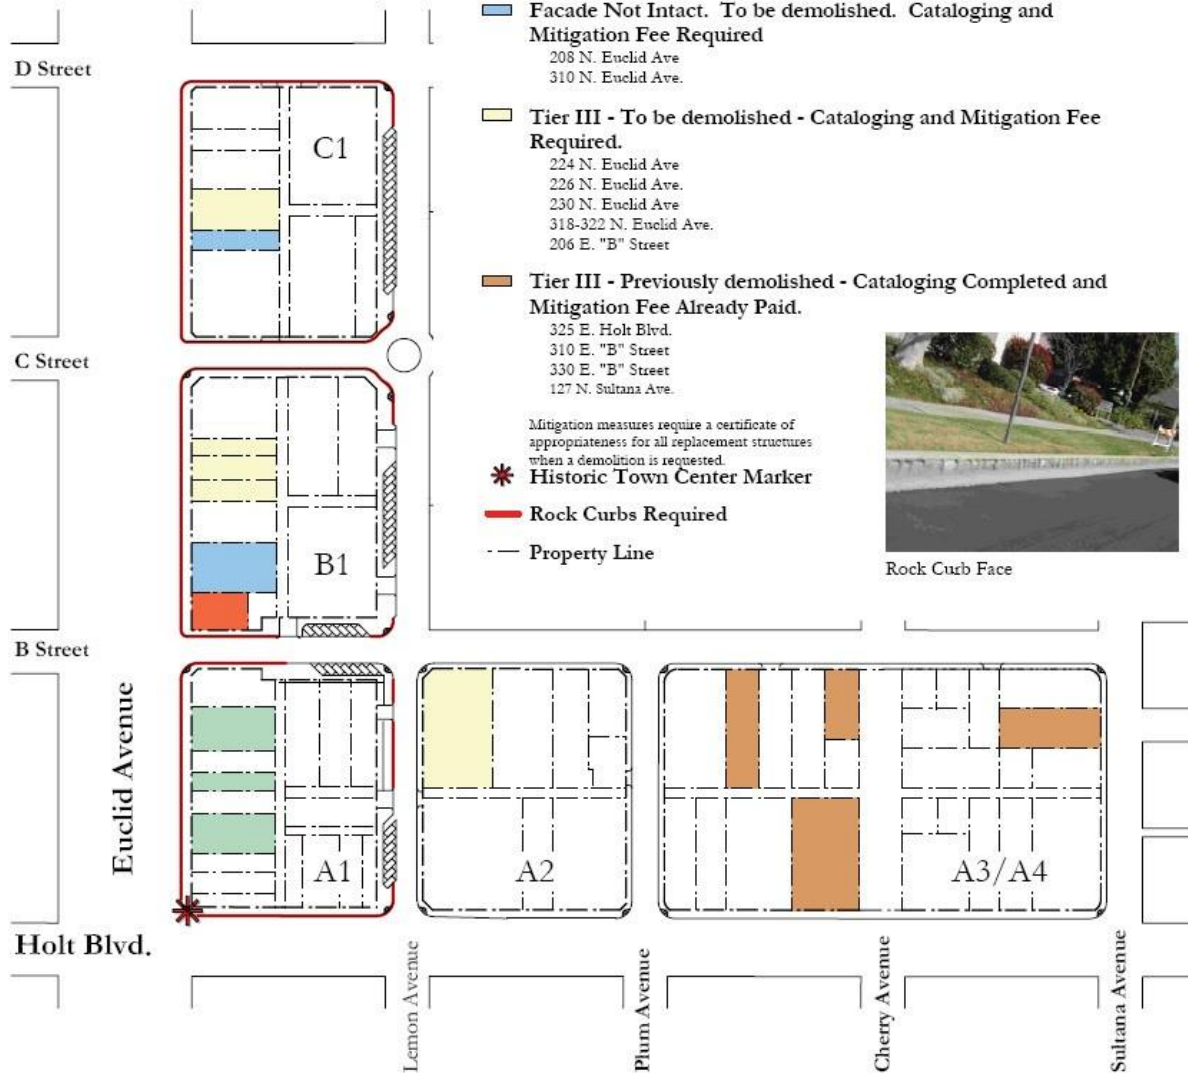 Facade Not Intact. To be demolished. Cataloging and
Mitigation Fee Required
208 N. Euclid Ave
310 N. Euclid Ave.
Tier III - To be demolished - Cataloging and Mitigation Fee
Required.
224 N. Euclid Ave
226 N. Euclid Ave.
230 N. Euclid Ave
318-322 N. Euclid Ave.
206 E. "B" Street
Tier III - Previously demolished - Cataloging Completed and
Mitigation Fee Already Paid.
325 E. Holt Blvd.
310 E. "B" Street
330 E. "B" Street
127 N. Sultana Ave.
Mitigation measures require a certificate of
appropriateness for all replacement structures
when a demolition is requested.
Historic Town Center Marker
Rock Curbs Required
Property Line
Rock Curb Face
D Street
C1
C Street
B1
B Street
Euclid Avenue
A1
A2
A3/A4
Holt Blvd.
Lemon Avenue
Plum Avenue
Cherry Avenue
Sultana Avenue